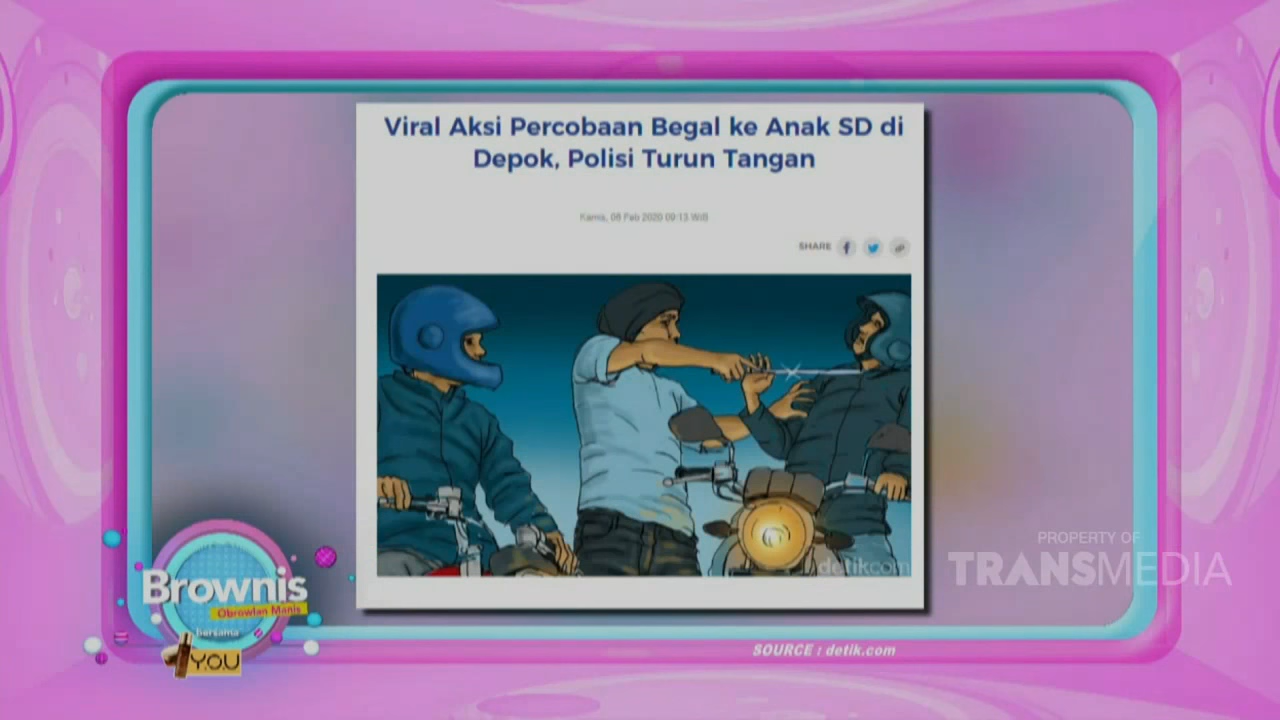 Viral Aksi Percobaan Begal ke Anak SD di
Depok, Polisi Turun Tangan
Kamis, 06 Feb 2020 09:13 WIB
SHARE
detikcom
PROPERTY OF
TRANSMEDIA
Brownis
Obrowlan Manis
bersama
Y.O.U
SOURCE : detik.com